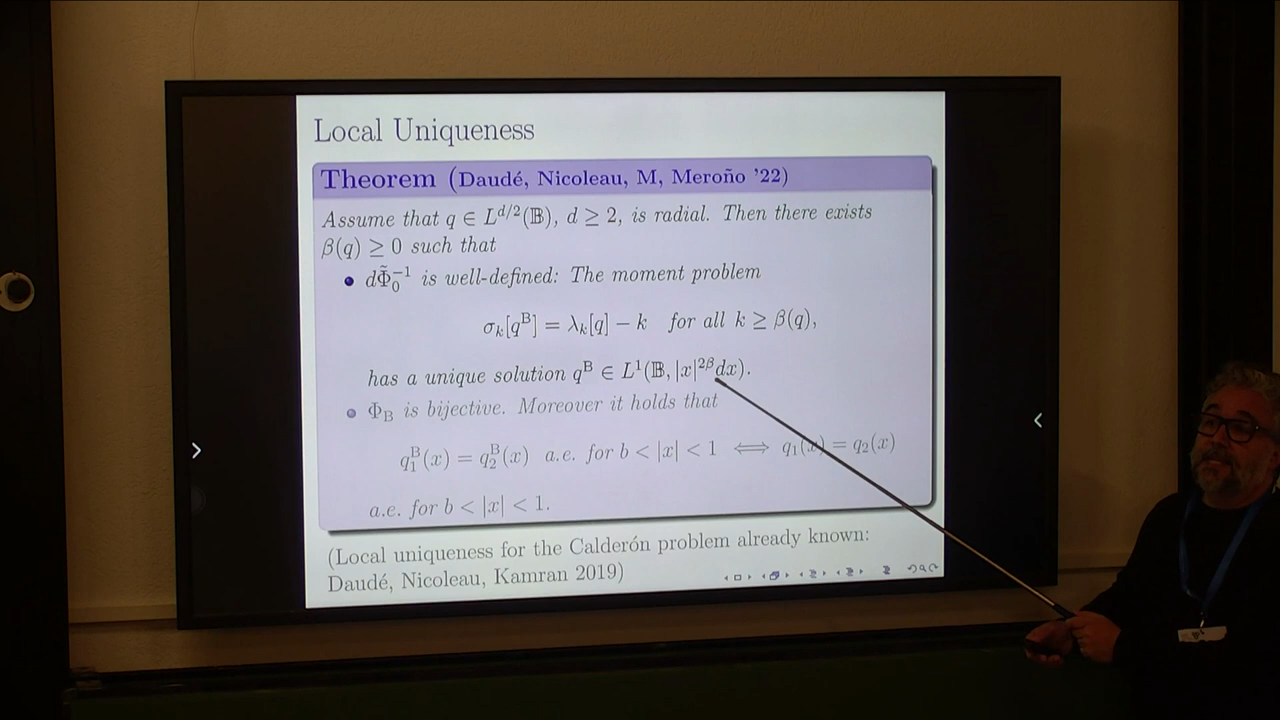 Local Uniqueness
Theorem (Daudé, Nicoleau, M, Meroño '22)
Assume that q ∈ L^{d/2}(𝔹), d ≥ 2, is radial. Then there exists
β(q) ≥ 0 such that
• dΦ̃₀⁻¹ is well-defined: The moment problem
σ_k[q^B] = λ_k[q] − k for all k ≥ β(q),
has a unique solution q^B ∈ L¹(𝔹, |x|^{2β}dx).
• Φ_B is bijective. Moreover it holds that
q₁^B(x) = q₂^B(x) a.e. for b < |x| < 1 ⟺ q₁(x) = q₂(x)
a.e. for b < |x| < 1.
(Local uniqueness for the Calderón problem already known:
Daudé, Nicoleau, Kamran 2019)